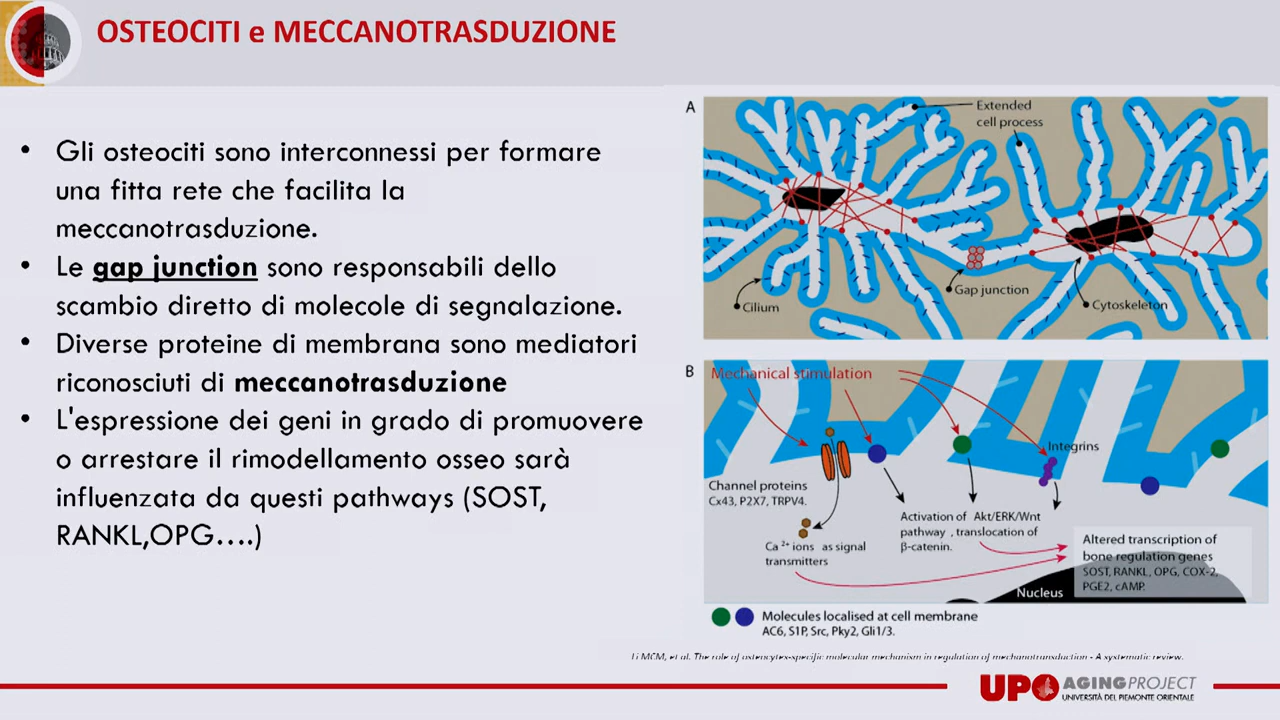 OSTEOCITI e MECCANOTRASDUZIONE
• Gli osteociti sono interconnessi per formare
una fitta rete che facilita la
meccanotrasduzione.
• Le gap junction sono responsabili dello
scambio diretto di molecole di segnalazione.
• Diverse proteine di membrana sono mediatori
riconosciuti di meccanotrasduzione
• L'espressione dei geni in grado di promuovere
o arrestare il rimodellamento osseo sarà
influenzata da questi pathways (SOST,
RANKL,OPG....)
A
Extended
cell process
Gap junction
Cilium
Cytoskeleton
B
Mechanical stimulation
Integrins
Channel proteins
Cx43, P2X7, TRPV4.
Activation of Akt/ERK/Wnt
pathway , translocation of
β-catenin.
Ca 2+ ions as signal
transmitters
Altered transcription of
bone regulation genes
SOST, RANKL, OPG, COX-2,
PGE2, cAMP.
Nucleus
Molecules localised at cell membrane
AC6, S1P, Src, Pky2, Gli1/3.
Li MCM, et al. The role of osteocytes-specific molecular mechanism in regulation of mechanotransduction - A systematic review.
UPO AGING PROJECT
UNIVERSITÀ DEL PIEMONTE ORIENTALE